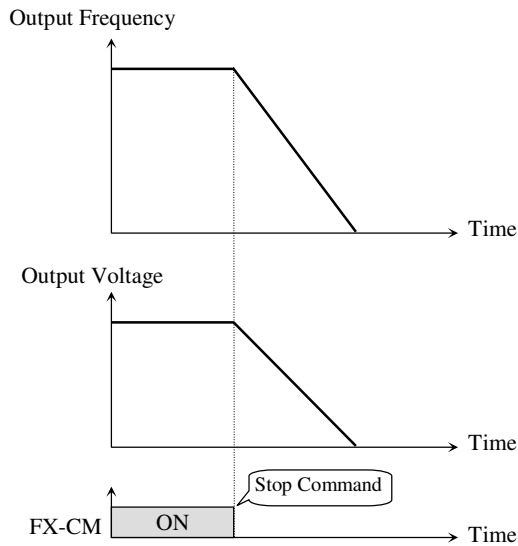 Output Frequency
Time
Output Voltage
Time
Stop Command
FX-CM
ON
Time